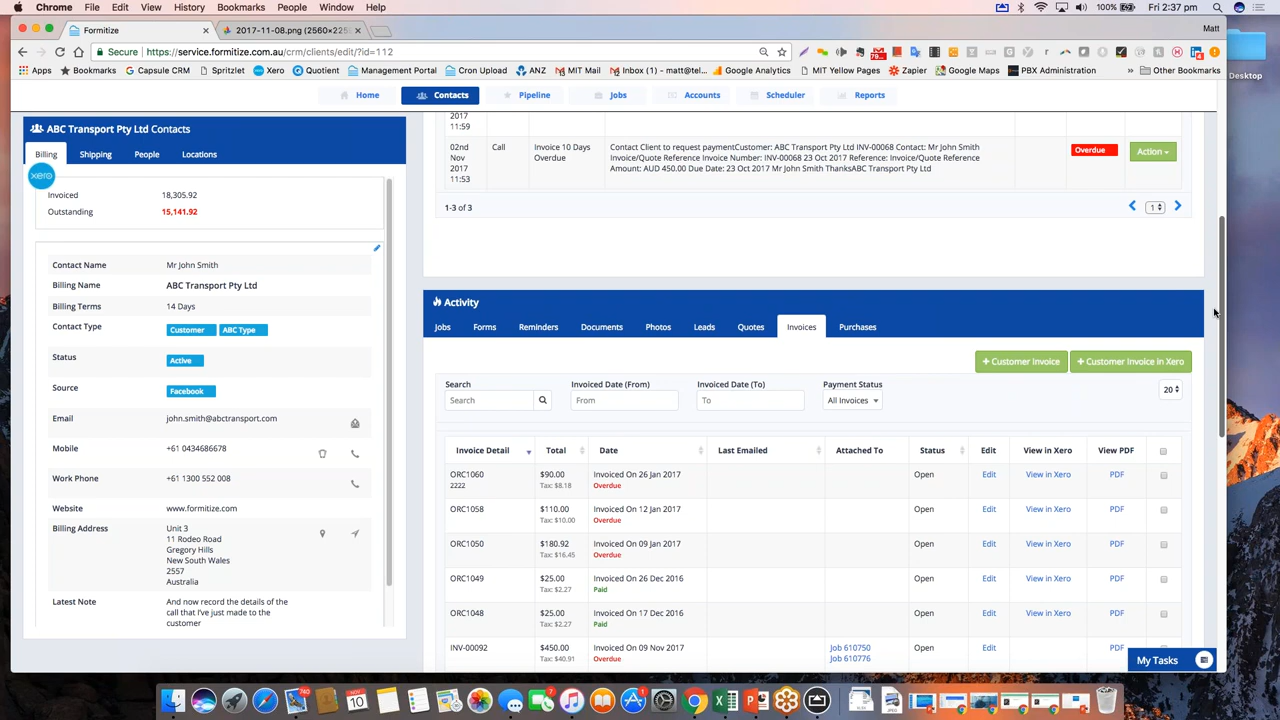 Chrome File Edit View History Bookmarks People Window Help 100% Fri 2:37 pm
Formitize × 2017-11-08.png (2560×225 × Matt
Secure https://service.formitize.com.au/crm/clients/edit/?id=112
Apps Bookmarks Capsule CRM Spritzlet Xero Quotient Management Portal Cron Upload ANZ MIT Mail Inbox (1) - matt@tel... Google Analytics MIT Yellow Pages Zapier Google Maps PBX Administration » Other Bookmarks
Desktop
Home Contacts Pipeline Jobs Accounts Scheduler Reports
ABC Transport Pty Ltd Contacts
Billing Shipping People Locations
xero
Invoiced 18,305.92
Outstanding 15,141.92
Contact Name Mr John Smith
Billing Name ABC Transport Pty Ltd
Billing Terms 14 Days
Contact Type Customer ABC Type
Status Active
Source Facebook
Email john.smith@abctransport.com
Mobile +61 0434686678
Work Phone +61 1300 552 008
Website www.formitize.com
Billing Address Unit 3
11 Rodeo Road
Gregory Hills
New South Wales
2557
Australia
Latest Note And now record the details of the
call that I've just made to the
customer
2017
11:59
02nd
Nov
2017
11:53
Call
Invoice 10 Days
Overdue
Contact Client to request paymentCustomer: ABC Transport Pty Ltd INV-00068 Contact: Mr John Smith
Invoice/Quote Reference Invoice Number: INV-00068 23 Oct 2017 Reference: Invoice/Quote Reference
Amount: AUD 450.00 Due Date: 23 Oct 2017 Mr John Smith ThanksABC Transport Pty Ltd
Overdue
Action
1-3 of 3
1
Activity
Jobs Forms Reminders Documents Photos Leads Quotes Invoices Purchases
+ Customer Invoice + Customer Invoice in Xero
Search Invoiced Date (From) Invoiced Date (To) Payment Status
Search From To All Invoices 20
Invoice Detail Total Date Last Emailed Attached To Status Edit View in Xero View PDF
ORC1060 $90.00 Invoiced On 26 Jan 2017 Open Edit View in Xero PDF
2222 Tax: $8.18 Overdue
ORC1058 $110.00 Invoiced On 12 Jan 2017 Open Edit View in Xero PDF
Tax: $10.00 Overdue
ORC1050 $180.92 Invoiced On 09 Jan 2017 Open Edit View in Xero PDF
Tax: $16.45 Overdue
ORC1049 $25.00 Invoiced On 26 Dec 2016 Open Edit View in Xero PDF
Tax: $2.27 Paid
ORC1048 $25.00 Invoiced On 17 Dec 2016 Open Edit View in Xero PDF
Tax: $2.27 Paid
INV-00092 $450.00 Invoiced On 09 Nov 2017 Job 610750 Open Edit View in Xero PDF
Tax: $40.91 Overdue Job 610776
My Tasks